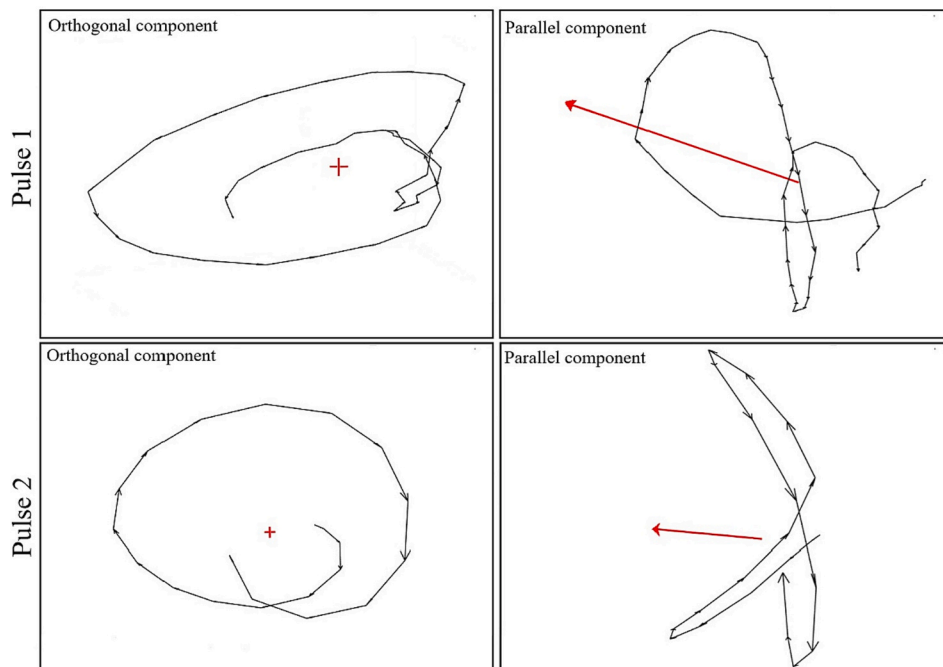 Orthogonal component
Parallel component
Pulse 1
Orthogonal component
Parallel component
Pulse 2